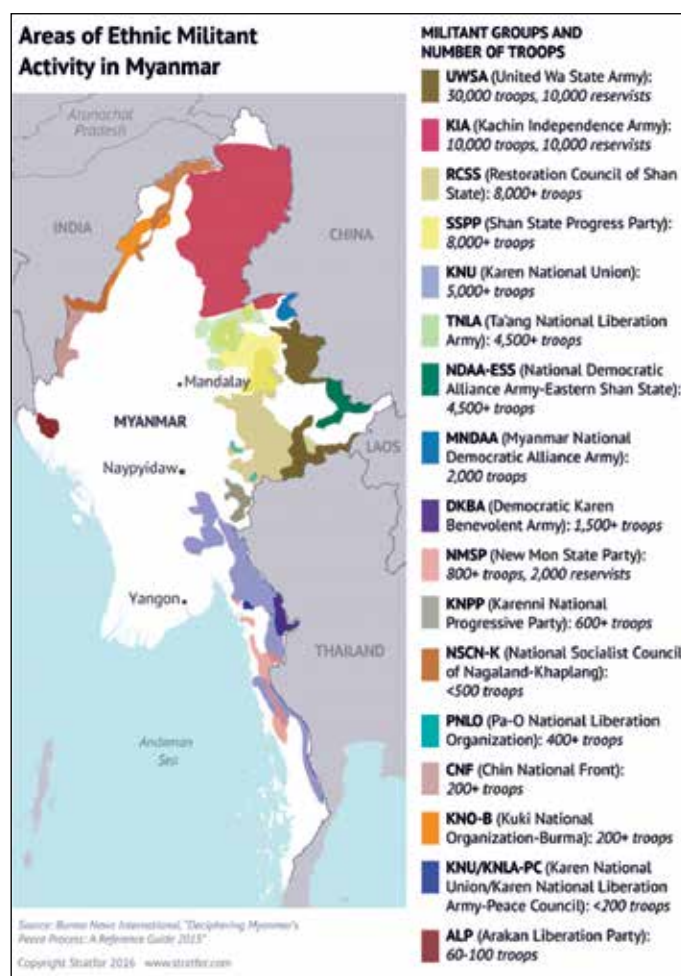 Areas of Ethnic Militant
Activity in Myanmar
Arunachal
Pradesh
INDIA
CHINA
Mandalay
MYANMAR
LAOS
Naypyidaw
Yangon
THAILAND
Andaman
Sea
Source: Burma News International, "Deciphering Myanmar's
Peace Process: A Reference Guide 2015"
Copyright Stratfor 2016 www.stratfor.com
MILITANT GROUPS AND
NUMBER OF TROOPS
UWSA (United Wa State Army):
30,000 troops, 10,000 reservists
KIA (Kachin Independence Army):
10,000 troops, 10,000 reservists
RCSS (Restoration Council of Shan
State): 8,000+ troops
SSPP (Shan State Progress Party):
8,000+ troops
KNU (Karen National Union):
5,000+ troops
TNLA (Ta'ang National Liberation
Army): 4,500+ troops
NDAA-ESS (National Democratic
Alliance Army-Eastern Shan State):
4,500+ troops
MNDAA (Myanmar National
Democratic Alliance Army):
2,000 troops
DKBA (Democratic Karen
Benevolent Army): 1,500+ troops
NMSP (New Mon State Party):
800+ troops, 2,000 reservists
KNPP (Karenni National
Progressive Party): 600+ troops
NSCN-K (National Socialist Council
of Nagaland-Khaplang):
<500 troops
PNLO (Pa-O National Liberation
Organization): 400+ troops
CNF (Chin National Front):
200+ troops
KNO-B (Kuki National
Organization-Burma): 200+ troops
KNU/KNLA-PC (Karen National
Union/Karen National Liberation
Army-Peace Council): <200 troops
ALP (Arakan Liberation Party):
60-100 troops